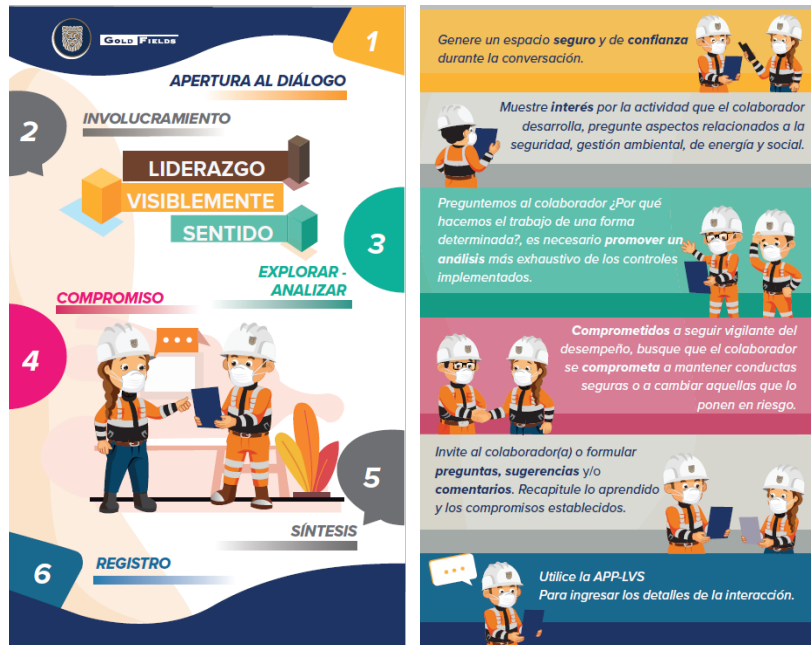 GOLD FIELDS
1
APERTURA AL DIÁLOGO
2
INVOLUCRAMIENTO
LIDERAZGO
VISIBLEMENTE
SENTIDO
3
EXPLORAR -
ANALIZAR
COMPROMISO
4
5
SÍNTESIS
6
REGISTRO
Genere un espacio seguro y de confianza
durante la conversación.
Muestre interés por la actividad que el colaborador
desarrolla, pregunte aspectos relacionados a la
seguridad, gestión ambiental, de energía y social.
Preguntemos al colaborador ¿Por qué
hacemos el trabajo de una forma
determinada?, es necesario promover un
análisis más exhaustivo de los controles
implementados.
Comprometidos a seguir vigilante del
desempeño, busque que el colaborador
se comprometa a mantener conductas
seguras o a cambiar aquellas que lo
ponen en riesgo.
Invite al colaborador(a) o formular
preguntas, sugerencias y/o
comentarios. Recapitule lo aprendido
y los compromisos establecidos.
Utilice la APP-LVS
Para ingresar los detalles de la interacción.